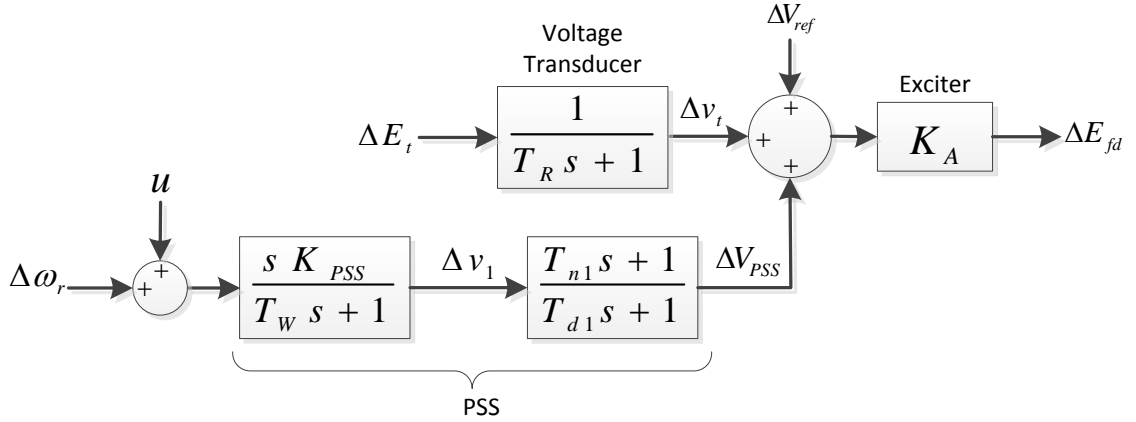 ΔV_ref
Voltage
Transducer
Exciter
ΔE_t
1
T_R s + 1
Δv_t
+
+
+
K_A
ΔE_fd
u
Δω_r
+
+
s K_PSS
T_W s + 1
Δv_1
T_n1 s + 1
T_d1 s + 1
ΔV_PSS
PSS